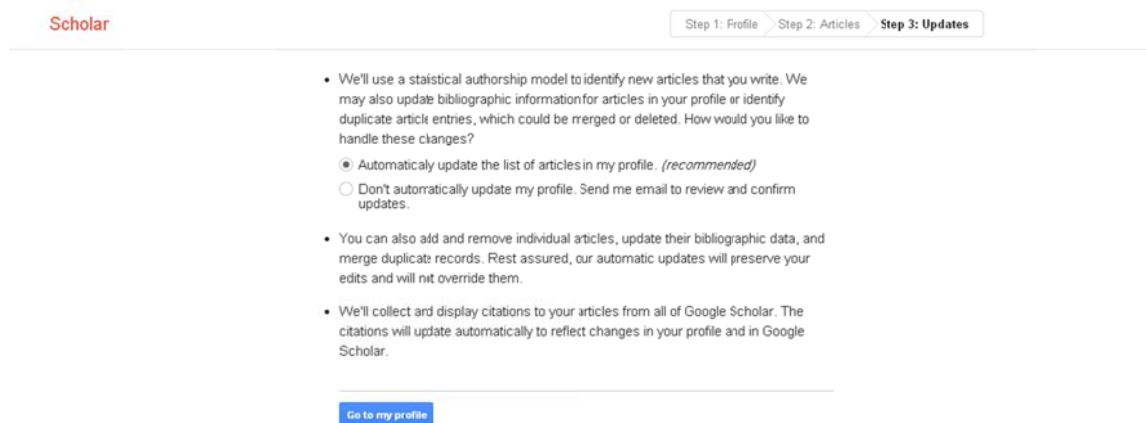 Scholar
Step 1: Profile
Step 2: Articles
Step 3: Updates
We'll use a statistical authorship model to identify new articles that you write. We
may also update bibliographic information for articles in your profile or identify
duplicate article entries, which could be merged or deleted. How would you like to
handle these changes?
Automaticaly update the list of articles in my profile. (recommended)
Don't automatically update my profile. Send me email to review and confirm
updates.
You can also add and remove individual articles, update their bibliographic data, and
merge duplicate records. Rest assured, our automatic updates will preserve your
edits and will not override them.
We'll collect and display citations to your articles from all of Google Scholar. The
citations will update automatically to reflect changes in your profile and in Google
Scholar.
Go to my profile